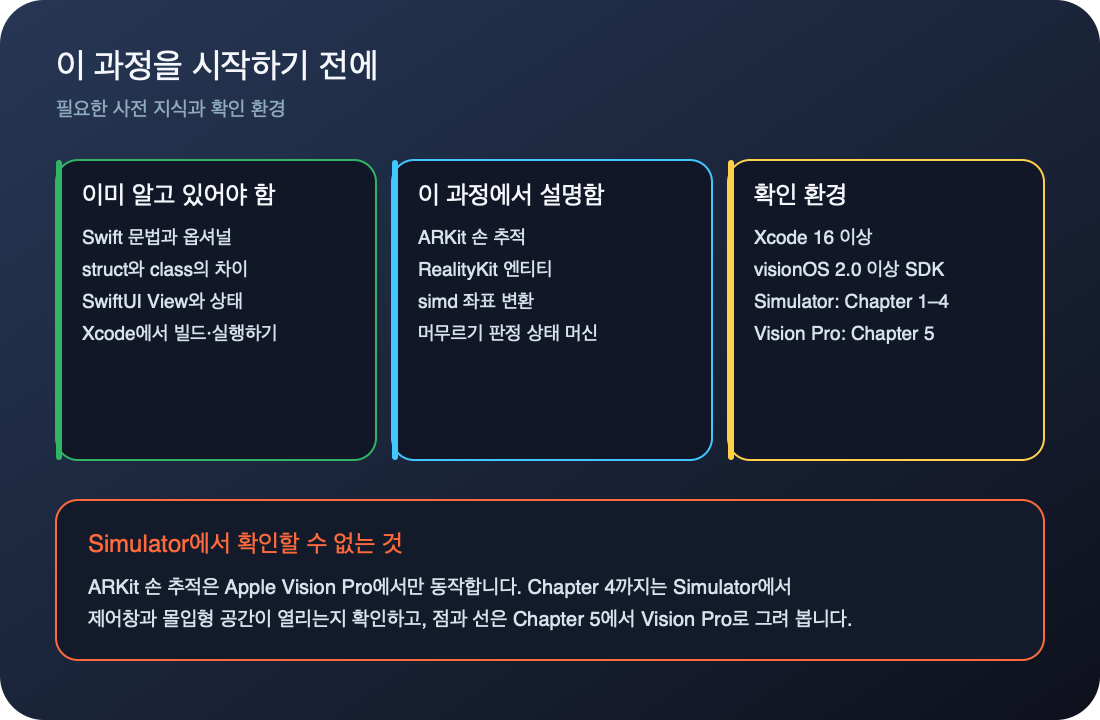 이 과정을 시작하기 전에
필요한 사전 지식과 확인 환경
이미 알고 있어야 함
Swift 문법과 옵셔널
struct와 class의 차이
SwiftUI View와 상태
Xcode에서 빌드·실행하기
이 과정에서 설명함
ARKit 손 추적
RealityKit 엔티티
simd 좌표 변환
머무르기 판정 상태 머신
확인 환경
Xcode 16 이상
visionOS 2.0 이상 SDK
Simulator: Chapter 1–4
Vision Pro: Chapter 5
Simulator에서 확인할 수 없는 것
ARKit 손 추적은 Apple Vision Pro에서만 동작합니다. Chapter 4까지는 Simulator에서
제어창과 몰입형 공간이 열리는지 확인하고, 점과 선은 Chapter 5에서 Vision Pro로 그려 봅니다.